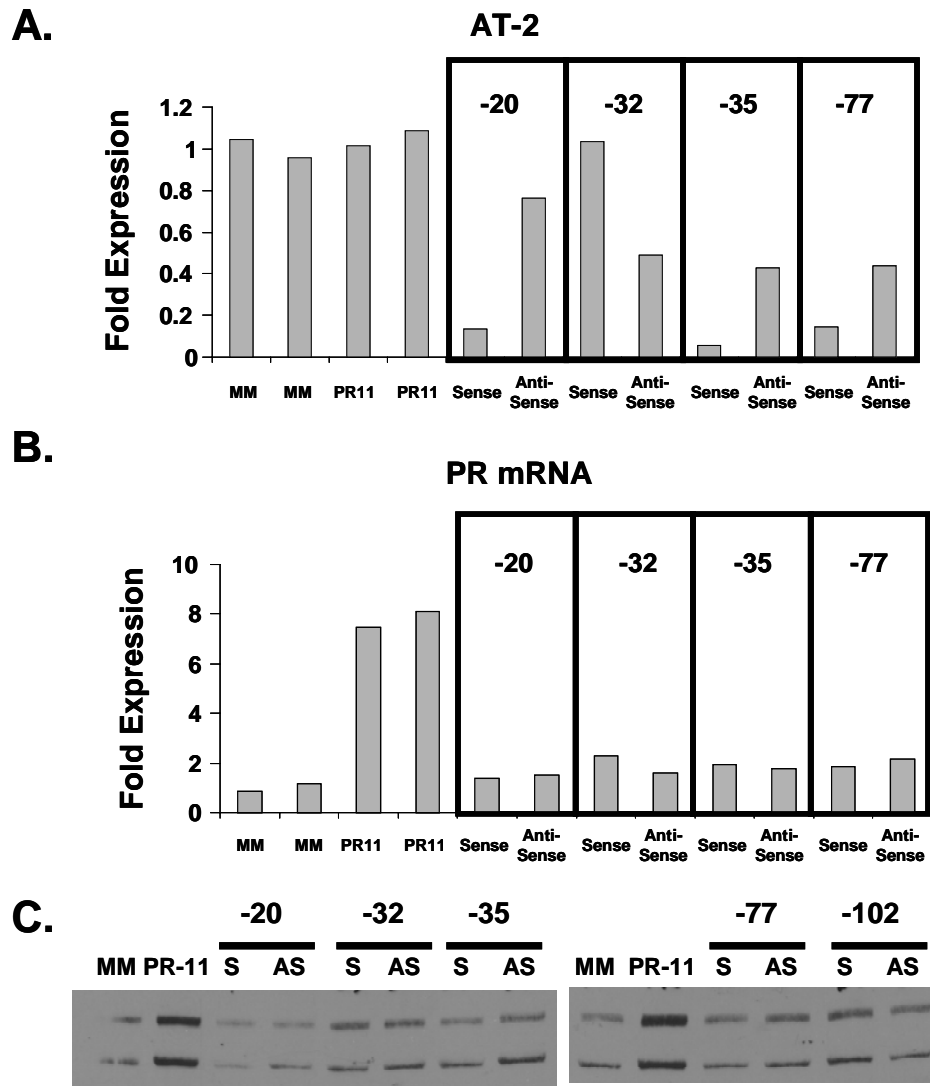 A.
AT-2
-20 -32 -35 -77
Fold Expression
1.2
1
0.8
0.6
0.4
0.2
0
MM MM PR11 PR11 Sense Anti-Sense Sense Anti-Sense Sense Anti-Sense Sense Anti-Sense
B.
PR mRNA
-20 -32 -35 -77
Fold Expression
10
8
6
4
2
0
MM MM PR11 PR11 Sense Anti-Sense Sense Anti-Sense Sense Anti-Sense Sense Anti-Sense
C.
-20 -32 -35 -77 -102
MM PR-11 S AS S AS S AS MM PR-11 S AS S AS